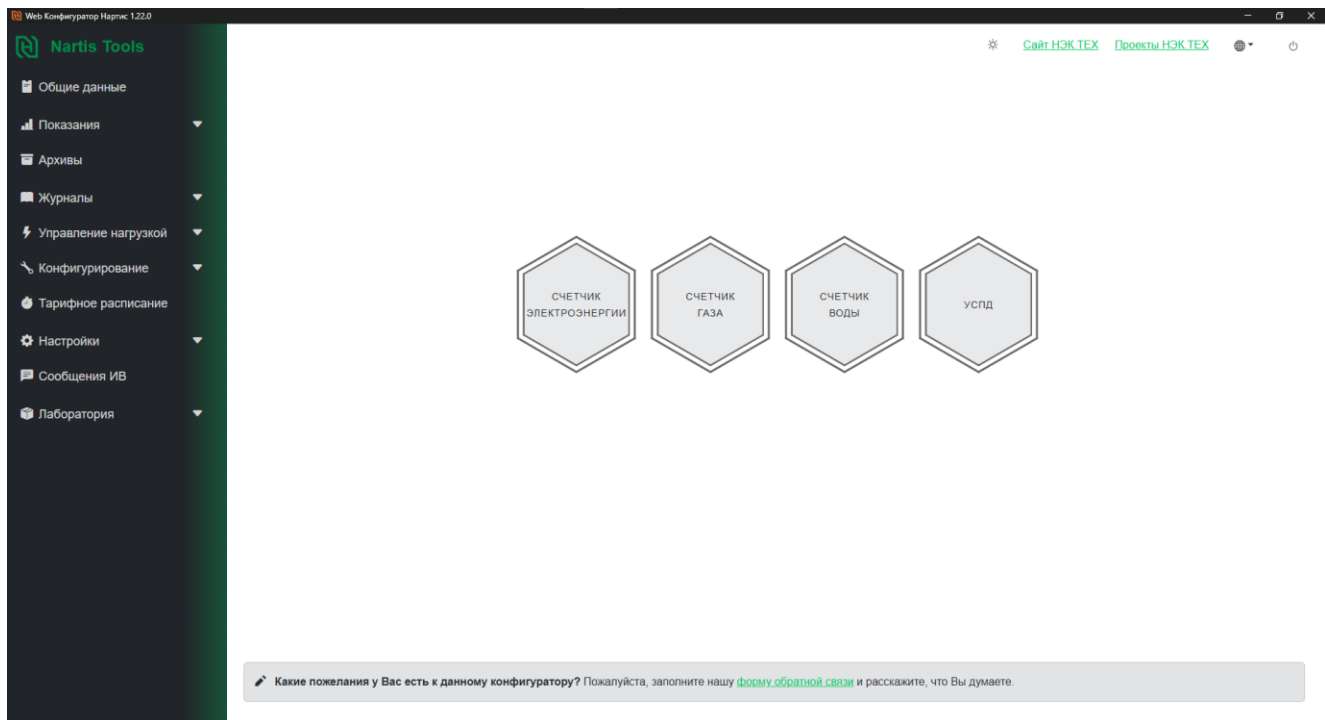 Web Конфигуратор Нартис 1.22.0
Nartis Tools
Сайт НЭК.ТЕХ Проекты НЭК.ТЕХ
Общие данные
Показания
Архивы
Журналы
Управление нагрузкой
Конфигурирование
Тарифное расписание
Настройки
Сообщения ИВ
Лаборатория
СЧЕТЧИК
ЭЛЕКТРОЭНЕРГИИ
СЧЕТЧИК
ГАЗА
СЧЕТЧИК
ВОДЫ
УСПД
Какие пожелания у Вас есть к данному конфигуратору? Пожалуйста, заполните нашу форму обратной связи и расскажите, что Вы думаете.